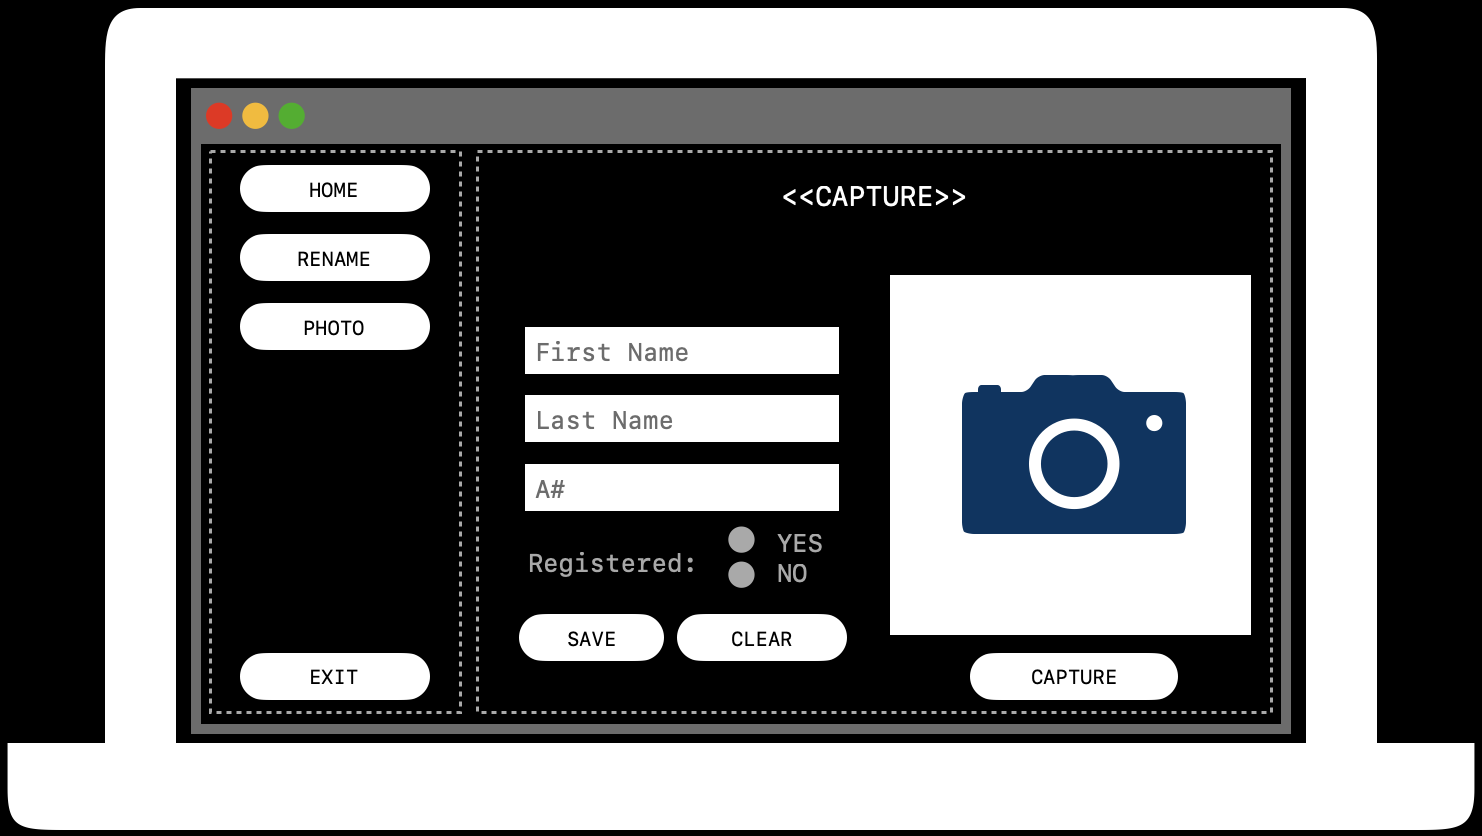 HOME
RENAME
PHOTO
EXIT
<<CAPTURE>>
First Name
Last Name
A#
Registered:
YES
NO
SAVE
CLEAR
CAPTURE